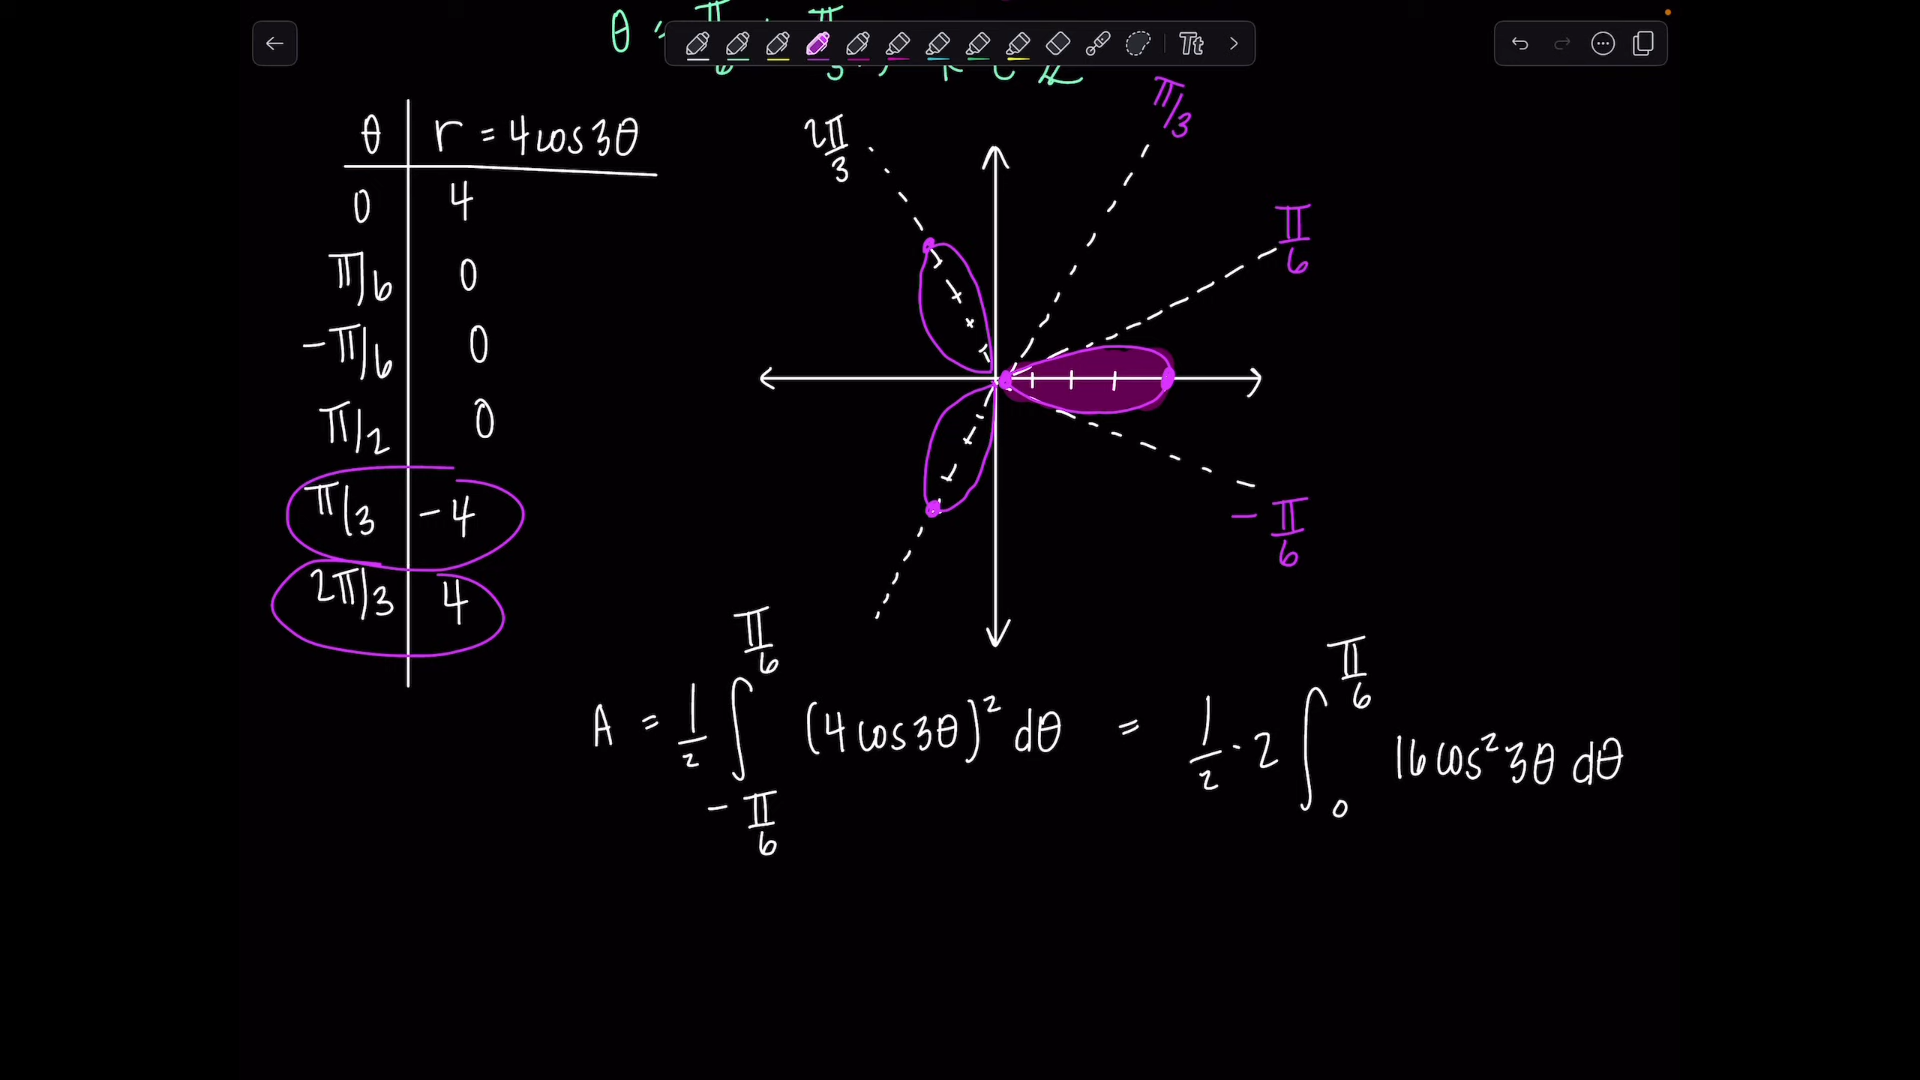 θ =
θ r = 4cos3θ
0 4
π/6 0
-π/6 0
π/2 0
π/3 -4
2π/3 4
Tt
2π/3
π/3
π/6
-π/6
A = 1/2 ∫_{-π/6}^{π/6} (4cos3θ)² dθ = 1/2 · 2 ∫_0^{π/6} 16cos²3θ dθ